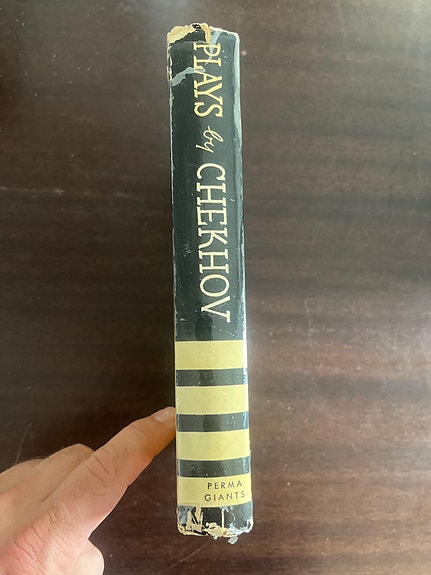 PLAYS by CHEKHOV
PERMA
GIANTS